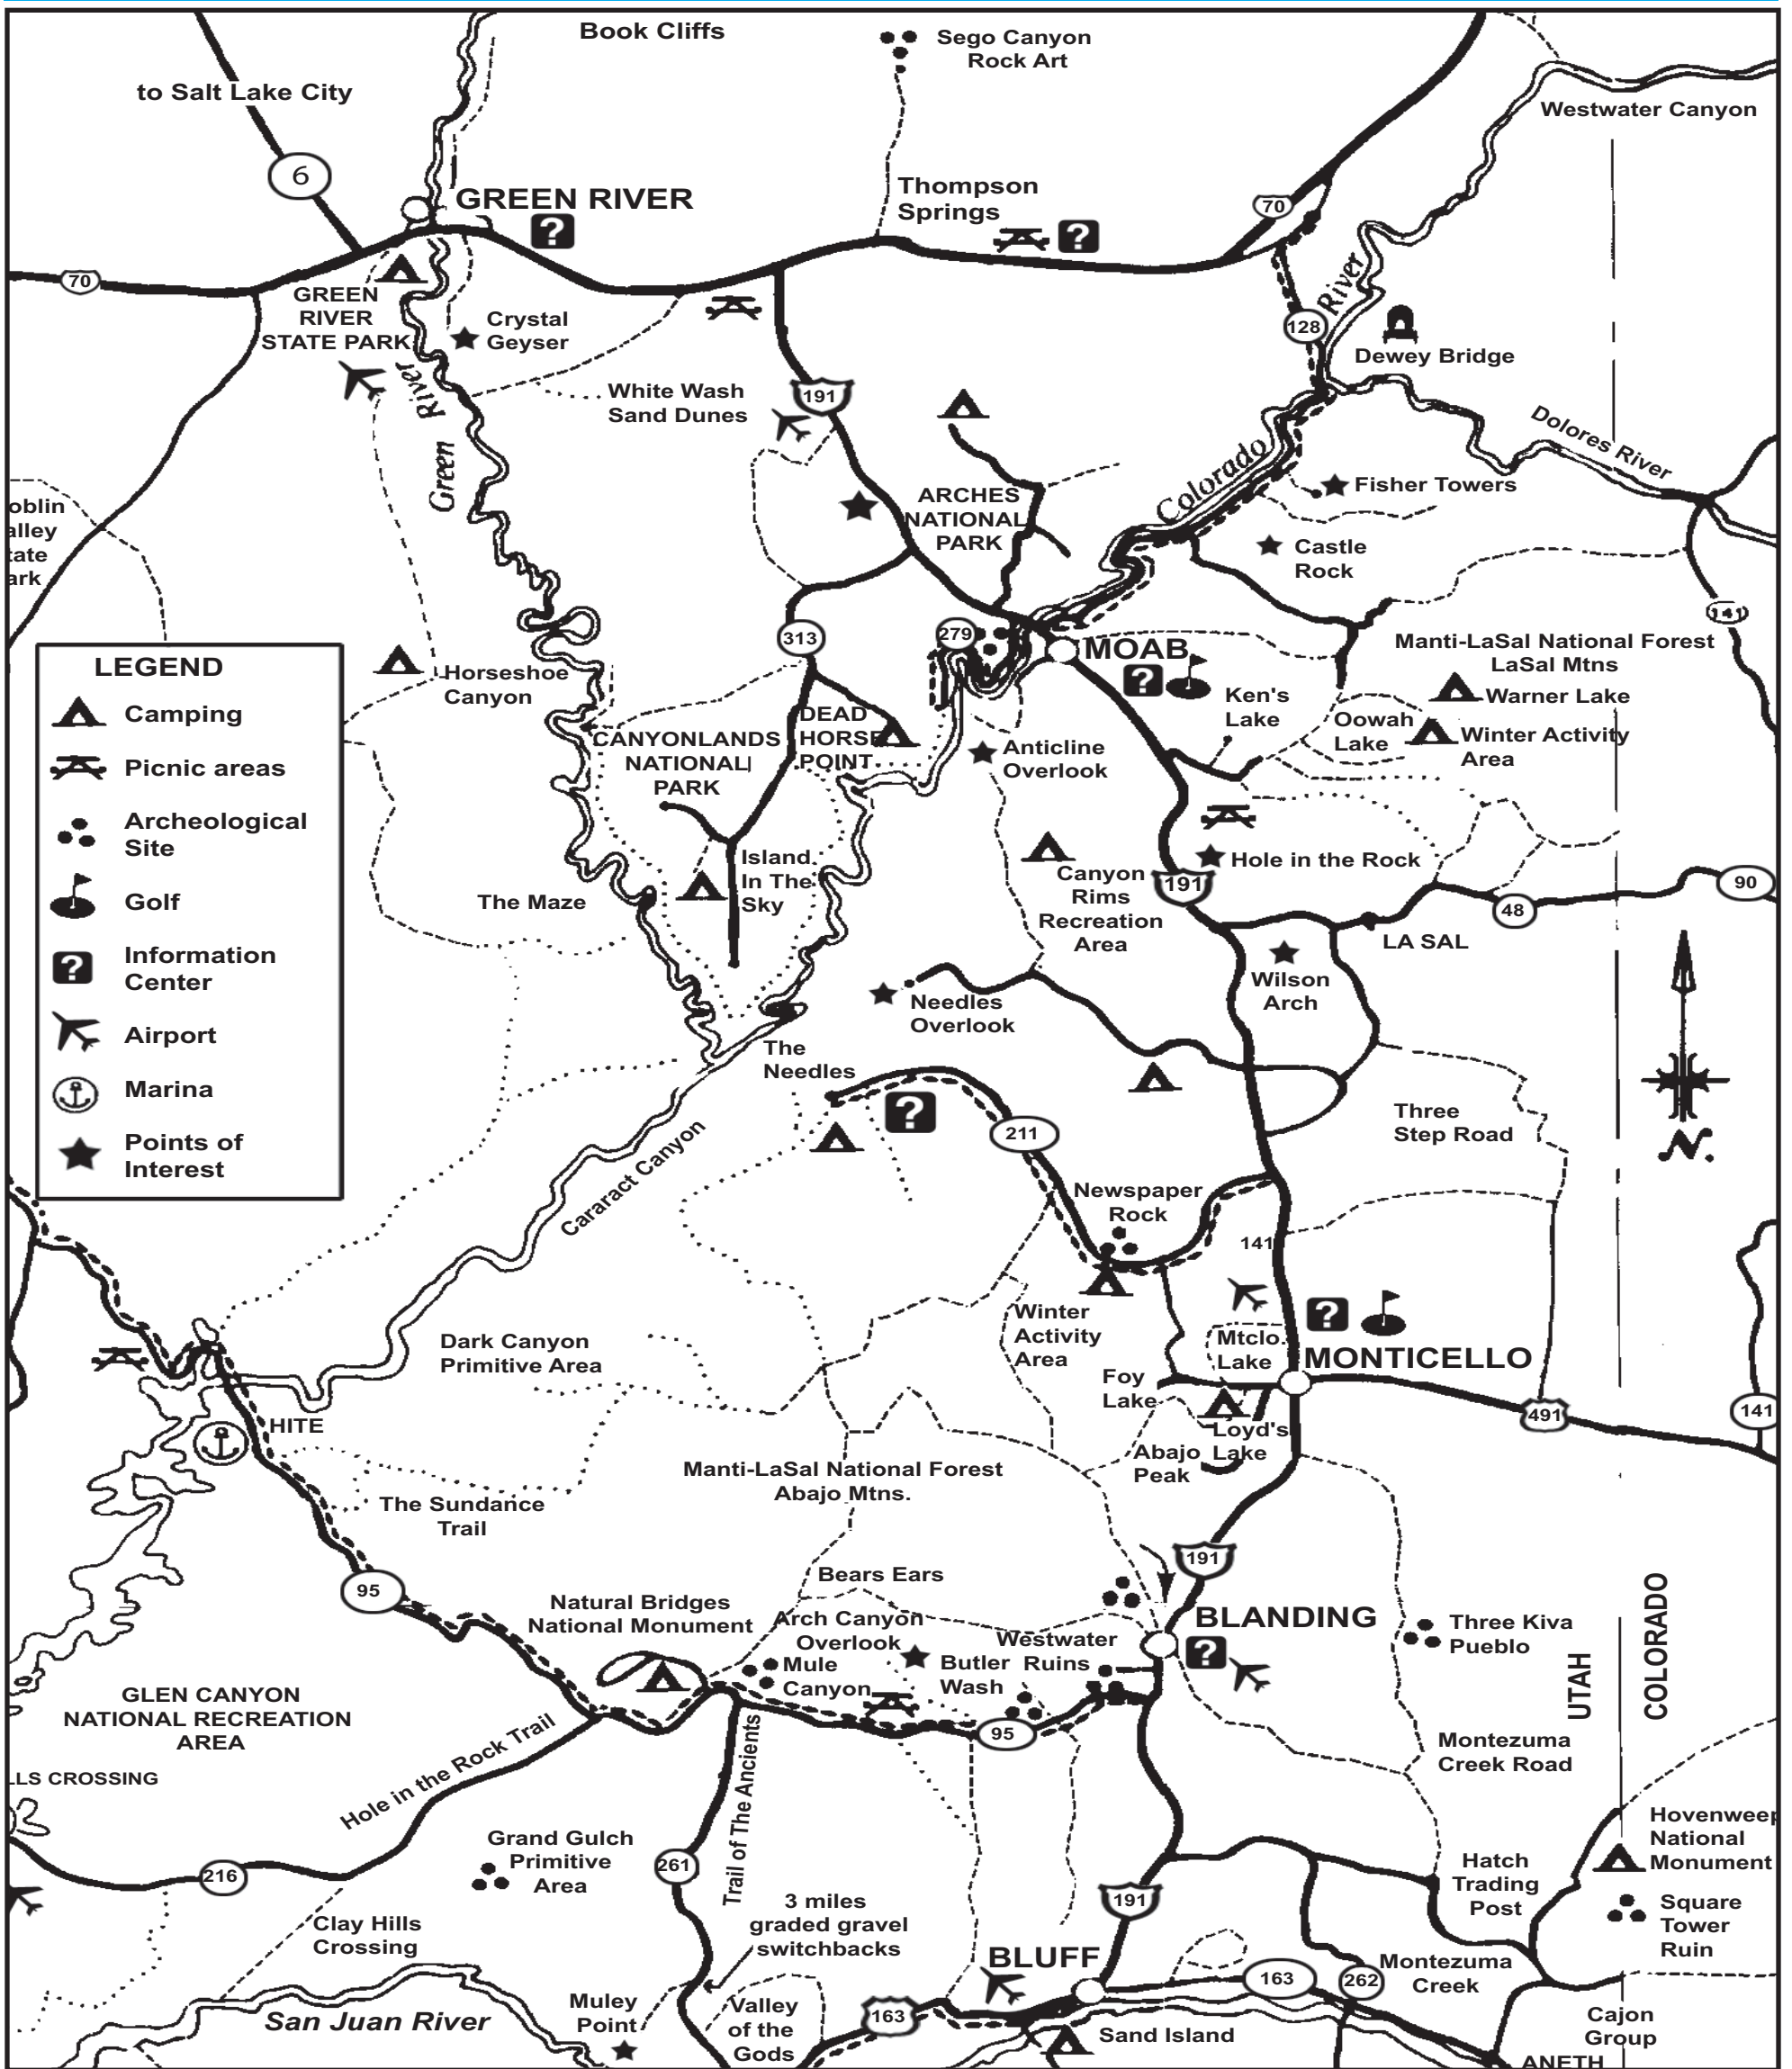 Book Cliffs
Sego Canyon
Rock Art
to Salt Lake City
Westwater Canyon
6
GREEN RIVER
?
Thompson
Springs
?
70
70
GREEN
RIVER
STATE PARK
Crystal
Geyser
River
128
Dewey Bridge
White Wash
Sand Dunes
191
Green
River
Dolores River
Colorado
Fisher Towers
ARCHES
NATIONAL
PARK
oblin
alley
tate
ark
Castle
Rock
141
313
279
MOAB
?
Manti-LaSal National Forest
LaSal Mtns
Warner Lake
Ken's
Lake
Oowah
Lake
Winter Activity
Area
Horseshoe
Canyon
CANYONLANDS
NATIONAL
PARK
DEAD
HORSE
POINT
Anticline
Overlook
LEGEND
Camping
Picnic areas
Archeological
Site
Golf
?
Information
Center
Airport
Marina
Points of
Interest
Island
In The
Sky
The Maze
Canyon
Rims
Recreation
Area
Hole in the Rock
191
90
48
LA SAL
Wilson
Arch
Needles
Overlook
The
Needles
?
211
Three
Step Road
N.
Cararact Canyon
Newspaper
Rock
141
Winter
Activity
Area
?
Mtclo.
Lake
MONTICELLO
Foy
Lake
Loyd's
Lake
Abajo
Peak
491
141
Dark Canyon
Primitive Area
HITE
Manti-LaSal National Forest
Abajo Mtns.
The Sundance
Trail
95
Bears Ears
191
Natural Bridges
National Monument
Arch Canyon
Overlook
Mule
Canyon
Butler
Wash
Westwater
Ruins
BLANDING
?
Three Kiva
Pueblo
UTAH
COLORADO
95
GLEN CANYON
NATIONAL RECREATION
AREA
LLS CROSSING
Hole in the Rock Trail
Trail of The Ancients
Montezuma
Creek Road
Hovenweep
National
Monument
216
Grand Gulch
Primitive
Area
261
3 miles
graded gravel
switchbacks
191
Hatch
Trading
Post
Square
Tower
Ruin
Clay Hills
Crossing
BLUFF
163
262
Montezuma
Creek
San Juan River
Muley
Point
Valley
of the
Gods
163
Sand Island
Cajon
Group
ANETH